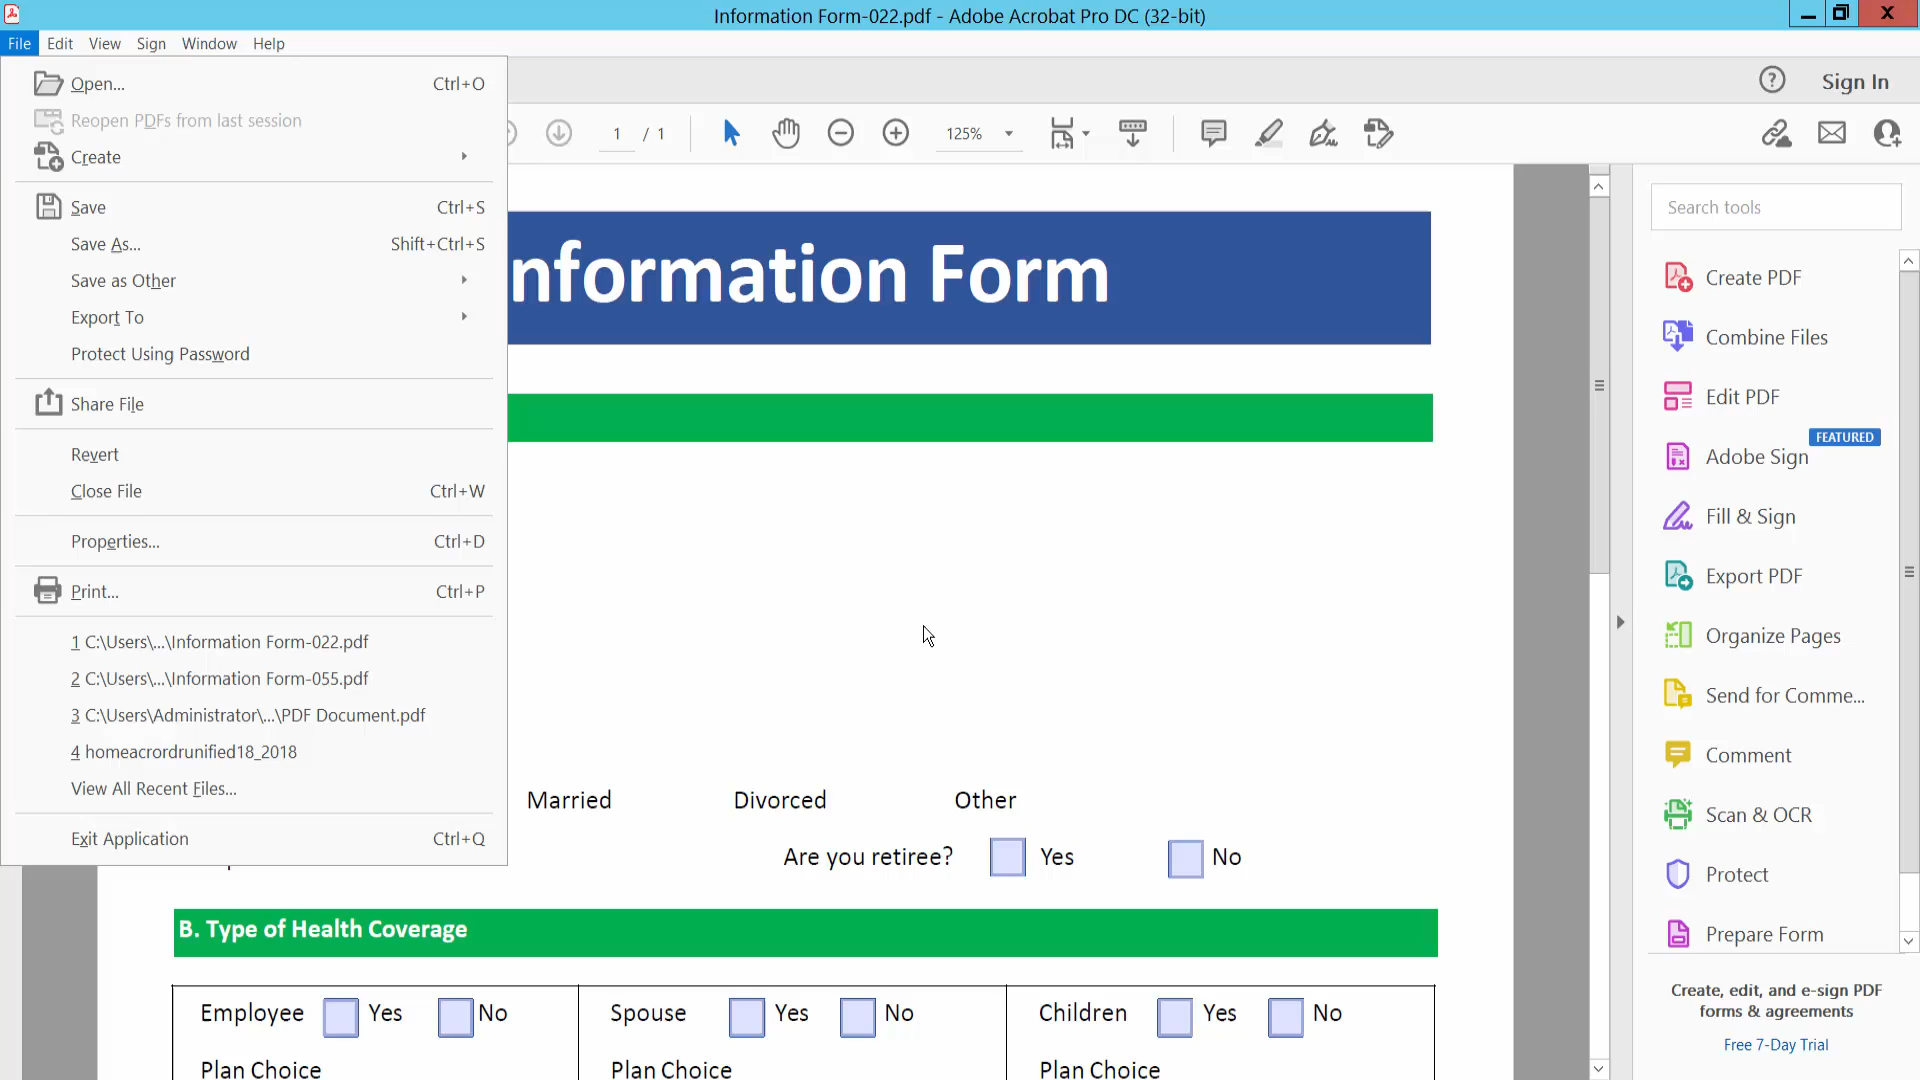 Information Form-022.pdf - Adobe Acrobat Pro DC (32-bit)
File Edit View Sign Window Help
Open... Ctrl+O
Reopen PDFs from last session
Create
Save Ctrl+S
Save As... Shift+Ctrl+S
Save as Other
Export To
Protect Using Password
Share File
Revert
Close File Ctrl+W
Properties... Ctrl+D
Print... Ctrl+P
1 C:\Users\...\Information Form-022.pdf
2 C:\Users\...\Information Form-055.pdf
3 C:\Users\Administrator\...\PDF Document.pdf
4 homeacrordrunified18_2018
View All Recent Files...
Exit Application Ctrl+Q
Sign In
1 / 1 125%
nformation Form
Married Divorced Other
Are you retiree? Yes No
B. Type of Health Coverage
Employee Yes No Spouse Yes No Children Yes No
Plan Choice Plan Choice Plan Choice
Search tools
Create PDF
Combine Files
Edit PDF
FEATURED
Adobe Sign
Fill & Sign
Export PDF
Organize Pages
Send for Comme...
Comment
Scan & OCR
Protect
Prepare Form
Create, edit, and e-sign PDF
forms & agreements
Free 7-Day Trial